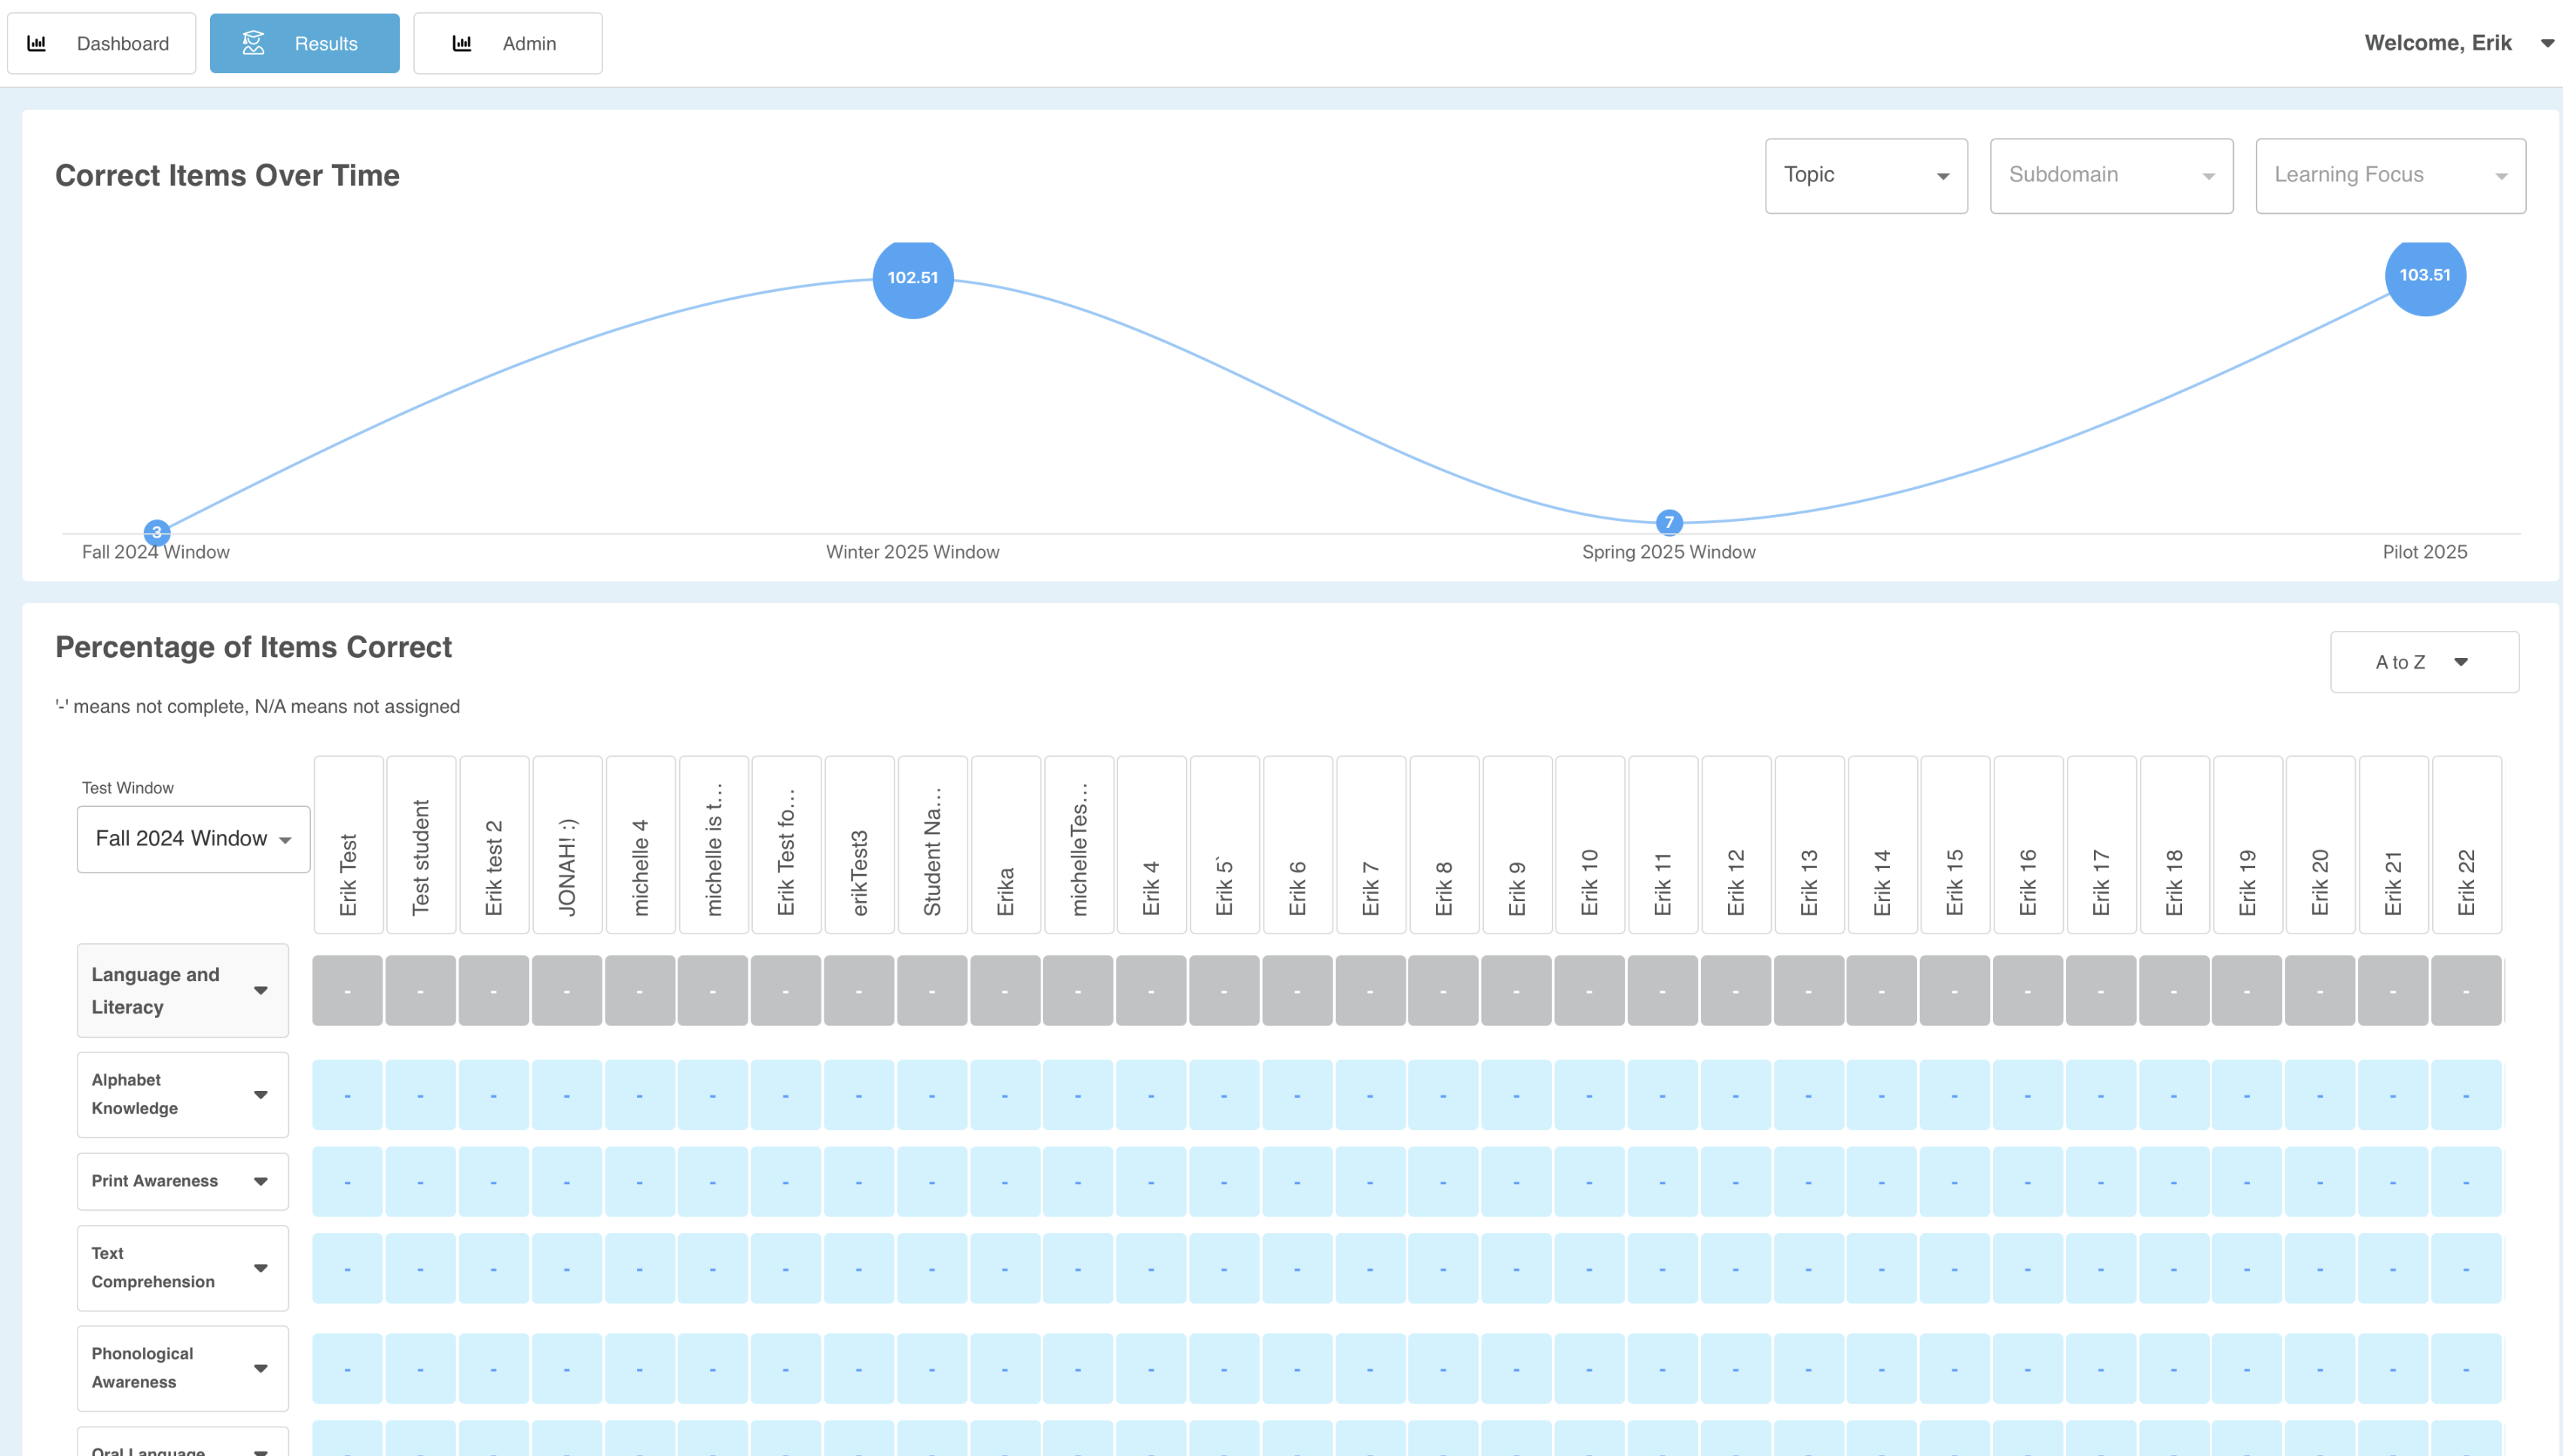 Dashboard
Results
Admin
Welcome, Erik
Correct Items Over Time
Topic
Subdomain
Learning Focus
102.51
103.51
3
7
Fall 2024 Window
Winter 2025 Window
Spring 2025 Window
Pilot 2025
Percentage of Items Correct
A to Z
'-' means not complete, N/A means not assigned
Test Window
Fall 2024 Window
Erik Test
Test student
Erik test 2
JONAH! :)
michelle 4
michelle is t...
Erik Test fo...
erikTest3
Student Na...
Erika
michelleTes...
Erik 4
Erik 5`
Erik 6
Erik 7
Erik 8
Erik 9
Erik 10
Erik 11
Erik 12
Erik 13
Erik 14
Erik 15
Erik 16
Erik 17
Erik 18
Erik 19
Erik 20
Erik 21
Erik 22
Language and
Literacy
- - - - - - - - - - - - - - - - - - - - - - - - - - - - - -
Alphabet
Knowledge
- - - - - - - - - - - - - - - - - - - - - - - - - - - - - -
Print Awareness
- - - - - - - - - - - - - - - - - - - - - - - - - - - - - -
Text
Comprehension
- - - - - - - - - - - - - - - - - - - - - - - - - - - - - -
Phonological
Awareness
- - - - - - - - - - - - - - - - - - - - - - - - - - - - - -
Oral Language